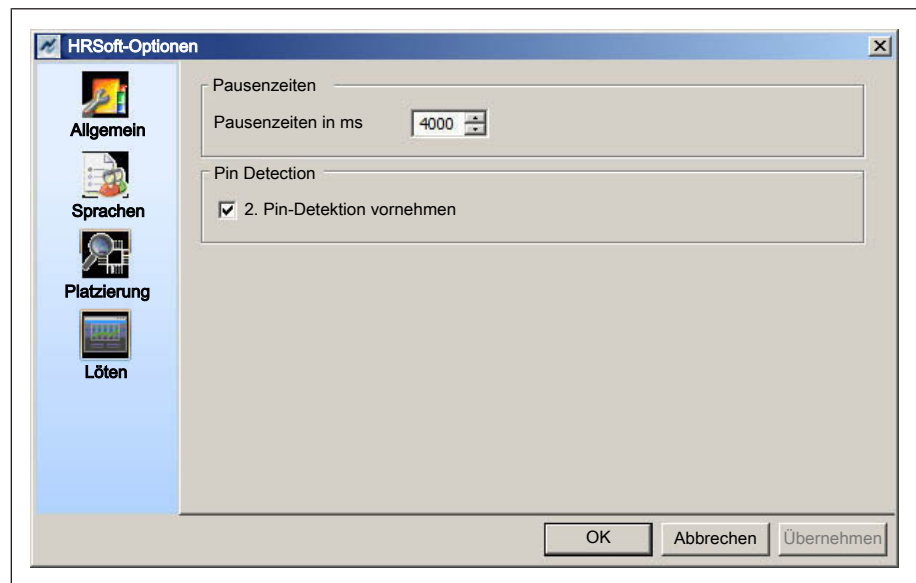 HRSoft-Optionen
Allgemein
Sprachen
Platzierung
Löten
Pausenzeiten
Pausenzeiten in ms 4000
Pin Detection
2. Pin-Detektion vornehmen
OK Abbrechen Übernehmen